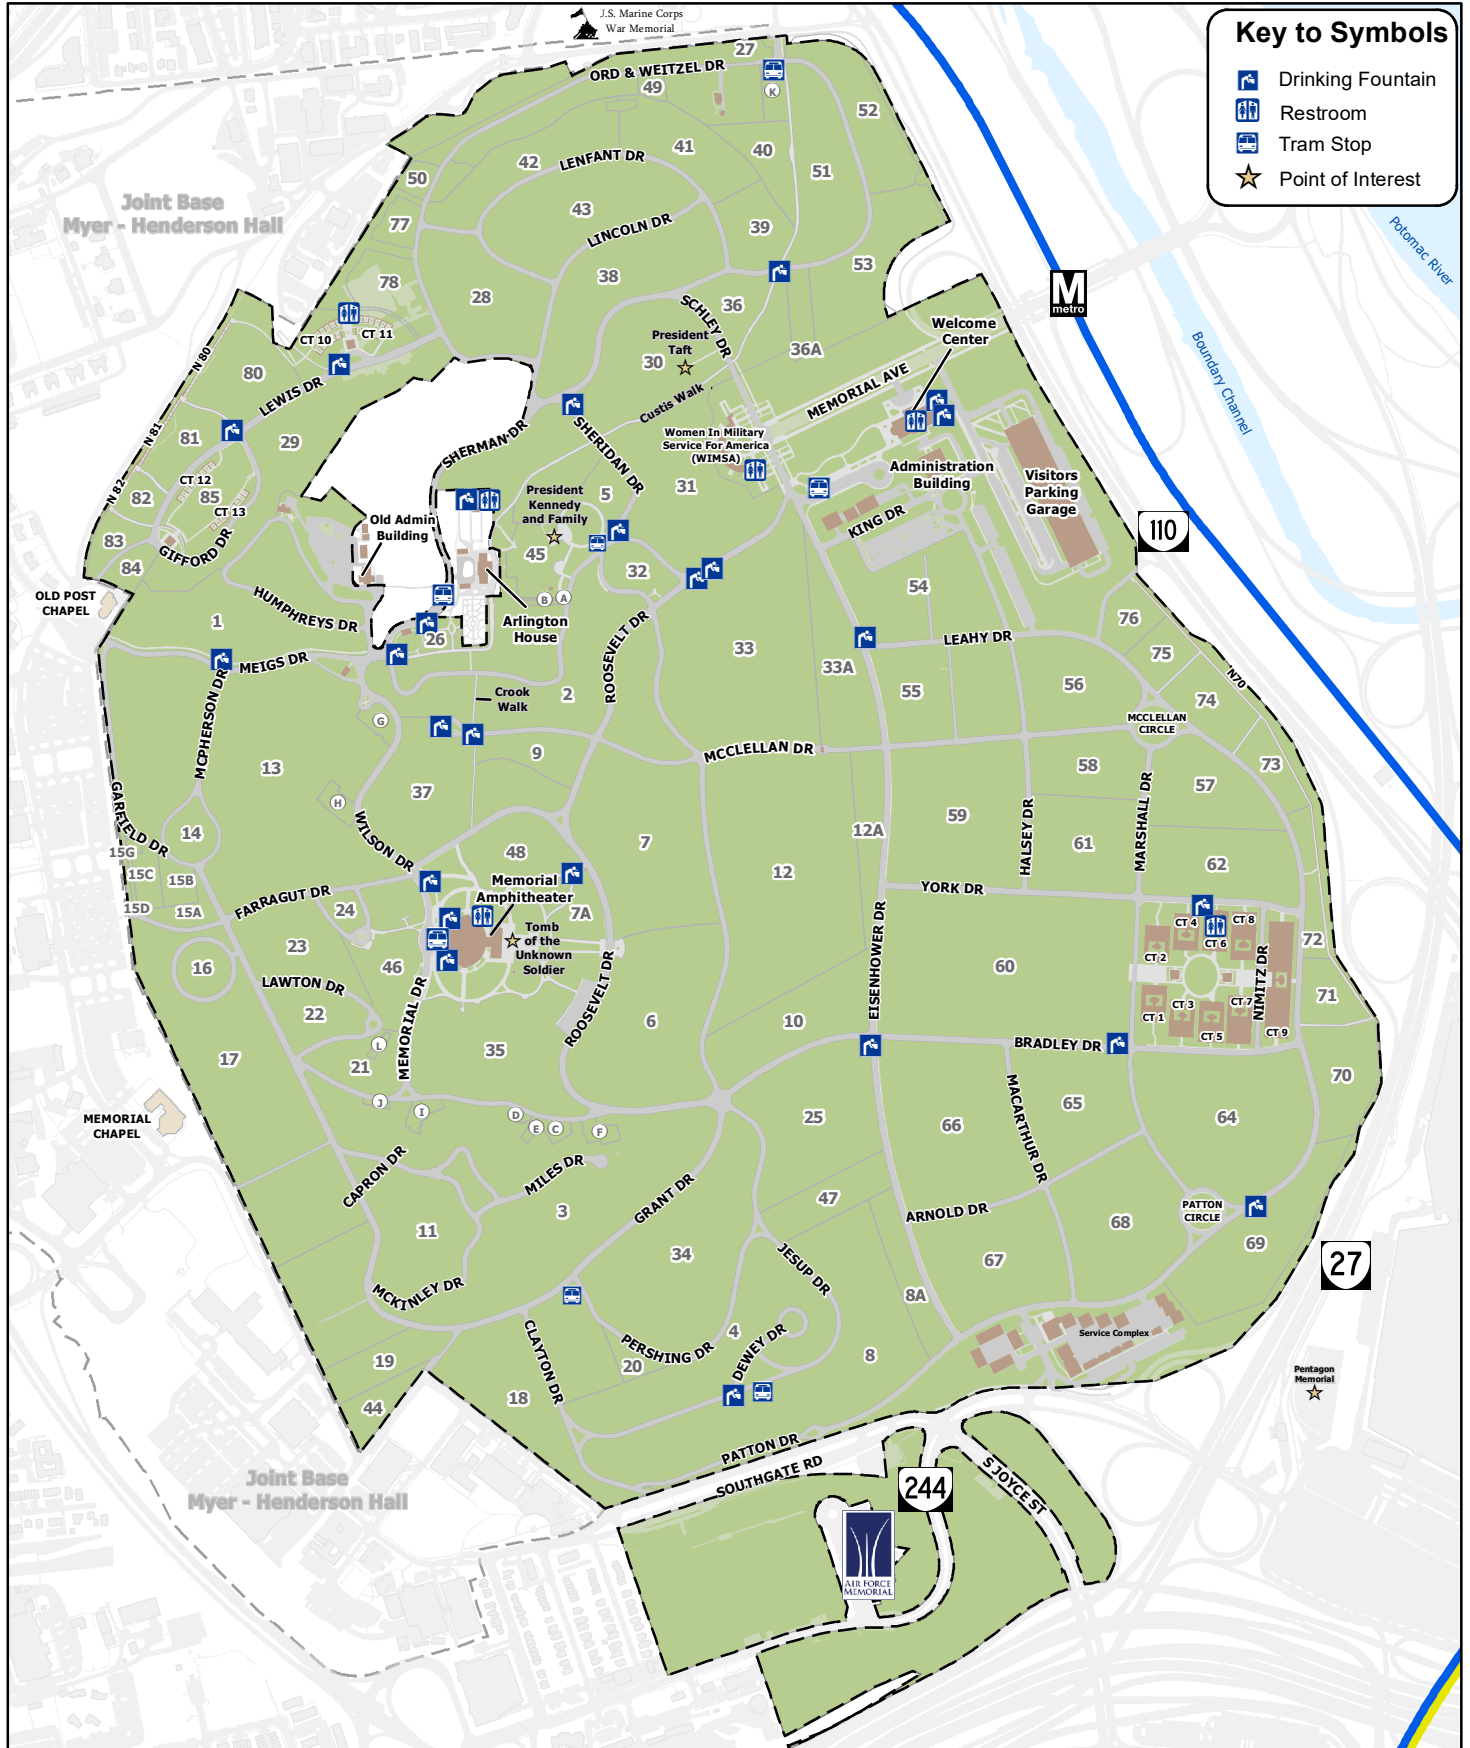 J.S. Marine Corps
War Memorial
Key to Symbols
Drinking Fountain
Restroom
Tram Stop
Point of Interest
27
ORD & WEITZEL DR
49
K
52
42
LENFANT DR
41
40
51
50
43
LINCOLN DR
39
77
38
53
78
28
36
SCHLEY DR
36A
President
Taft
30
Custis Walk
Joint Base
Myer - Henderson Hall
Potomac River
Boundary Channel
M
metro
Welcome
Center
MEMORIAL AVE
CT 10
CT 11
N 80
80
LEWIS DR
N 81
81
29
CT 12
N 82
82
85
CT 13
83
84
GIFFORD DR
SHERMAN DR
SHERIDAN DR
Women In Military
Service For America
(WIMSA)
31
5
President
Kennedy
and Family
45
32
B
A
Old Admin
Building
Arlington
House
Administration
Building
Visitors
Parking
Garage
KING DR
110
54
OLD POST
CHAPEL
1
HUMPHREYS DR
26
MEIGS DR
MCPHERSON DR
ROOSEVELT DR
33
33A
LEAHY DR
76
75
N70
55
56
74
2
Crook
Walk
G
MCCLELLAN
CIRCLE
MCCLELLAN DR
9
13
37
H
58
73
57
GARFIELD DR
14
WILSON DR
7
12A
59
HALSEY DR
MARSHALL DR
61
15G
15C
15B
15D
15A
48
12
62
FARRAGUT DR
24
Memorial
Amphitheater
7A
YORK DR
Tomb
of the
Unknown
Soldier
23
16
46
LAWTON DR
22
MEMORIAL DR
ROOSEVELT DR
EISENHOWER DR
60
CT 4
CT 8
CT 6
CT 2
72
NIMITZ DR
71
CT 1
CT 3
CT 7
CT 5
CT 9
6
10
17
L
21
35
BRADLEY DR
70
J
I
D
E
C
F
MEMORIAL
CHAPEL
25
66
MACARTHUR DR
65
64
CAPRON DR
MILES DR
3
GRANT DR
47
ARNOLD DR
68
PATTON
CIRCLE
69
11
34
JESUP DR
67
27
MCKINLEY DR
8A
CLAYTON DR
PERSHING DR
4
DEWEY DR
8
Service Complex
19
20
18
44
Pentagon
Memorial
PATTON DR
SOUTHGATE RD
244
S JOYCE ST
Joint Base
Myer - Henderson Hall
AIR FORCE
MEMORIAL